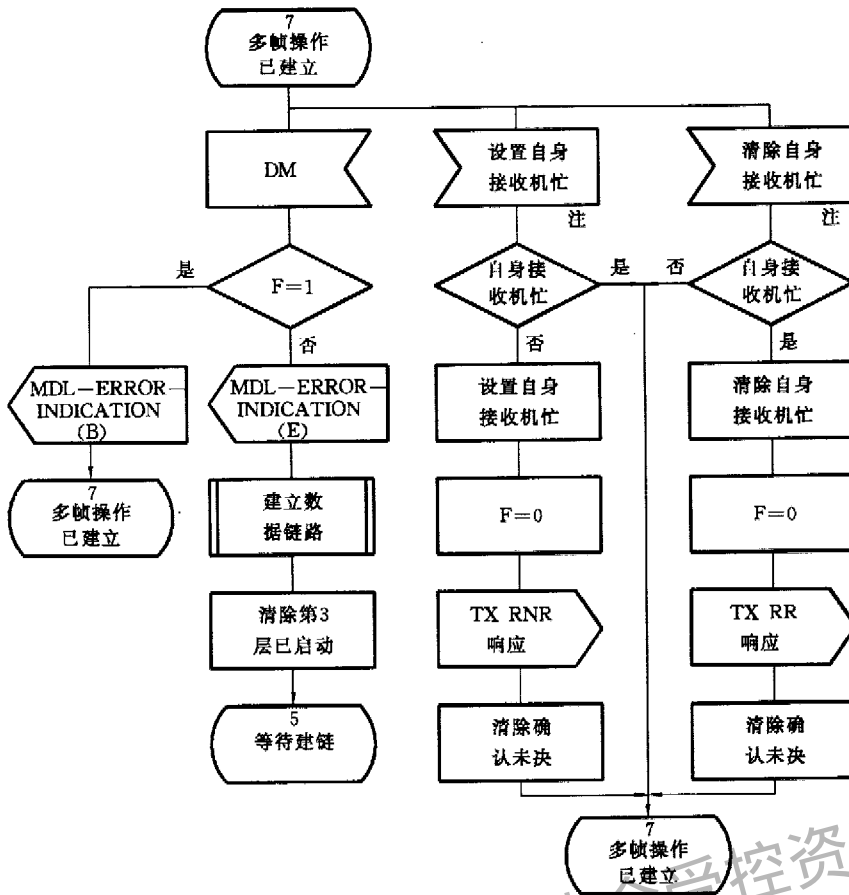 7
多帧操作
已建立
DM
设置自身
接收机忙
清除自身
接收机忙
注
注
是
F=1
自身接
收机忙
是
否
自身接
收机忙
否
否
是
MDL-ERROR-
INDICATION
(B)
MDL-ERROR-
INDICATION
(E)
设置自身
接收机忙
清除自身
接收机忙
7
多帧操作
已建立
建立数
据链路
F=0
F=0
清除第3
层已启动
TX RNR
响应
TX RR
响应
5
等待建链
清除确
认未决
清除确
认未决
7
多帧操作
已建立
受控资